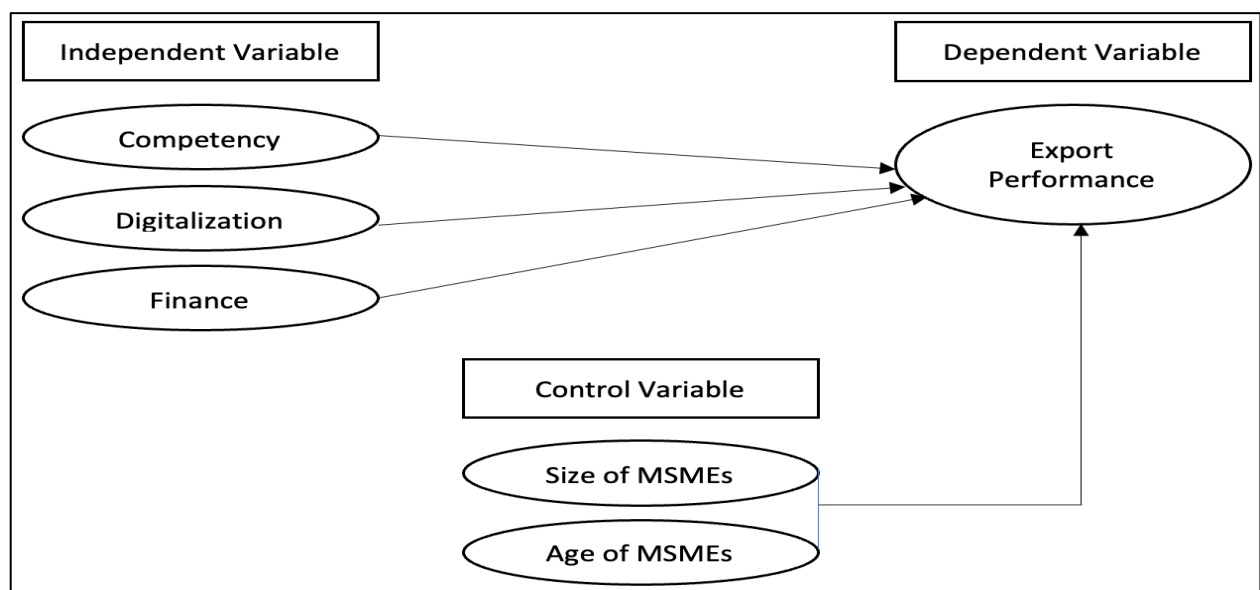 Independent Variable
Dependent Variable
Competency
Digitalization
Finance
Export
Performance
Control Variable
Size of MSMEs
Age of MSMEs